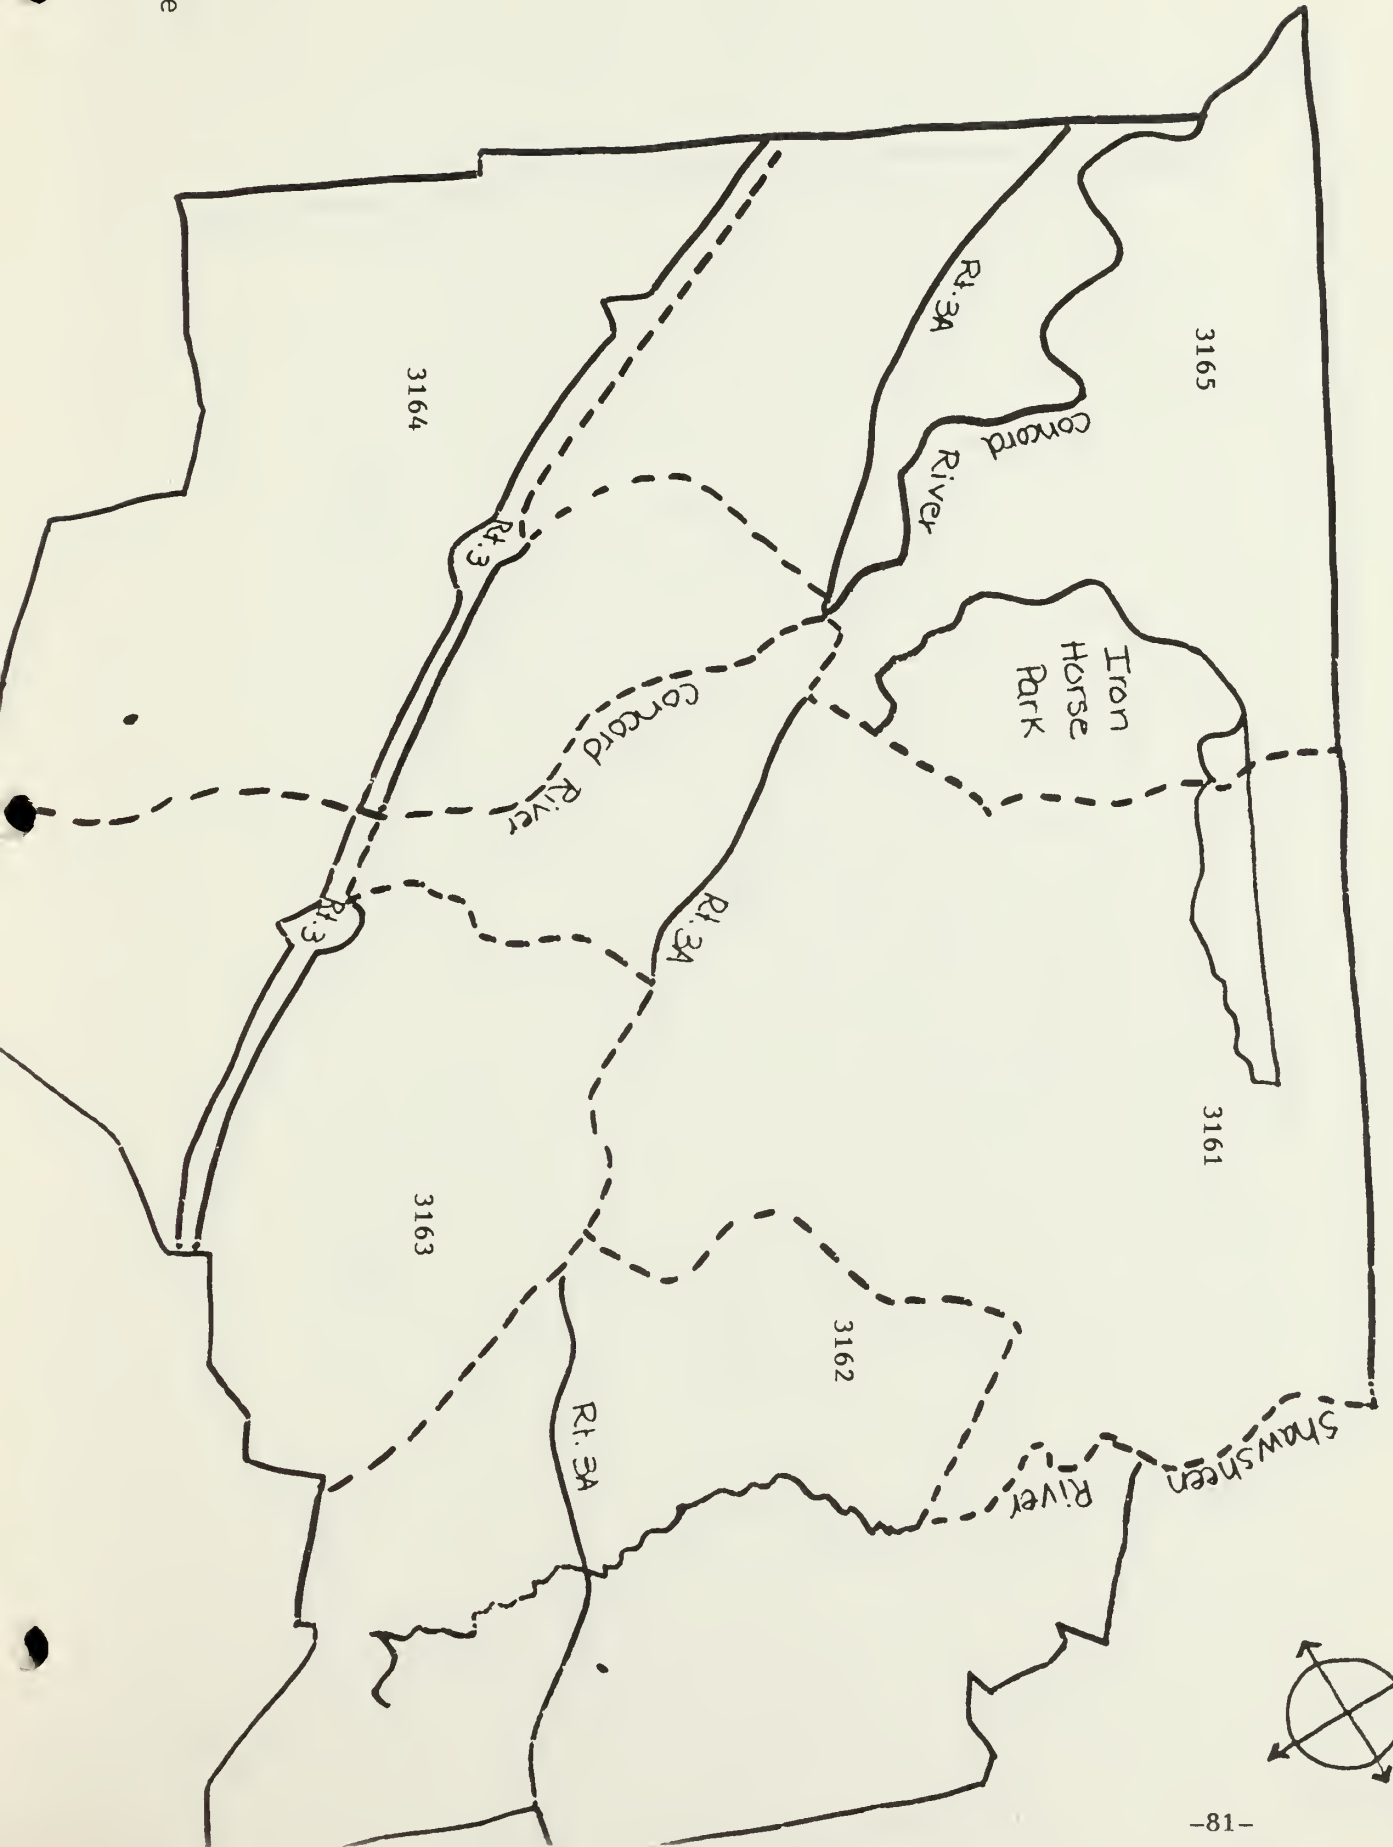 e
Rt. 3A
3165
3164
Concord
River
Rt. 3
Iron
Horse
Park
Concord
River
Rt. 3A
Rt. 3
3161
3163
3162
Rt. 3A
Shawsheen
River
-81-